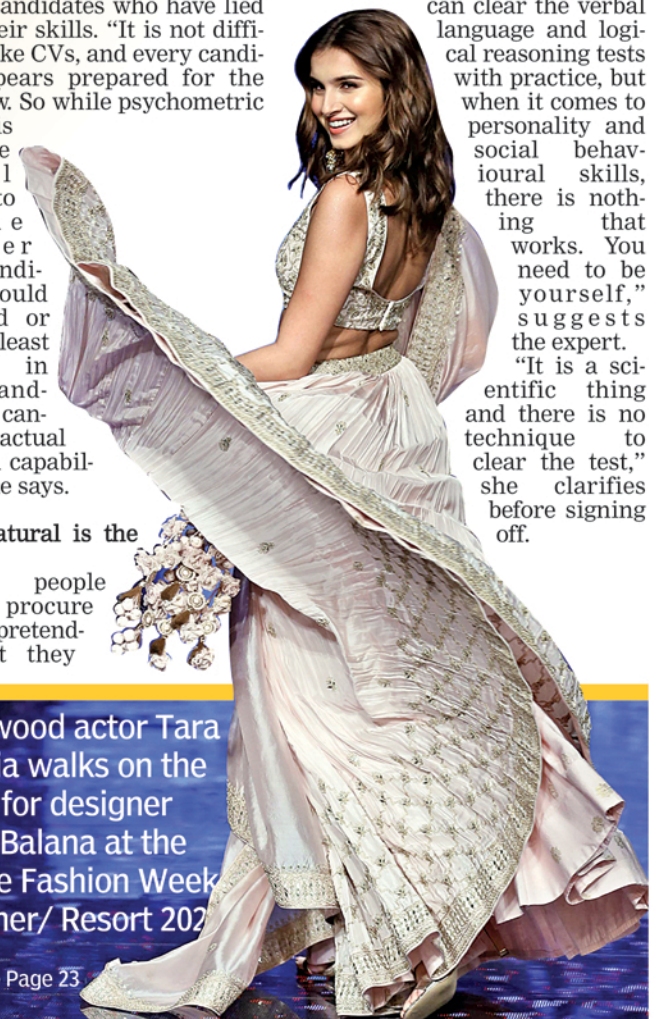 andidates who have lied
eir skills. “It is not diffi-
ke CVs, and every candi-
pears prepared for the
w. So while psychometric
is
e
l
to
e
er
ndi-
ould
d or
least
in
and-
can-
actual
capabil-
e says.
atural is the
people
procure
pretend-
t they
can clear the verbal
language and logi-
cal reasoning tests
with practice, but
when it comes to
personality and
social behav-
ioural skills,
there is noth-
ing that
works. You
need to be
yourself,”
suggests
the expert.
“It is a sci-
entific thing
and there is no
technique to
clear the test,”
she clarifies
before signing
off.
wood actor Tara
ia walks on the
for designer
Balana at the
e Fashion Week
ner/ Resort 202
Page 23